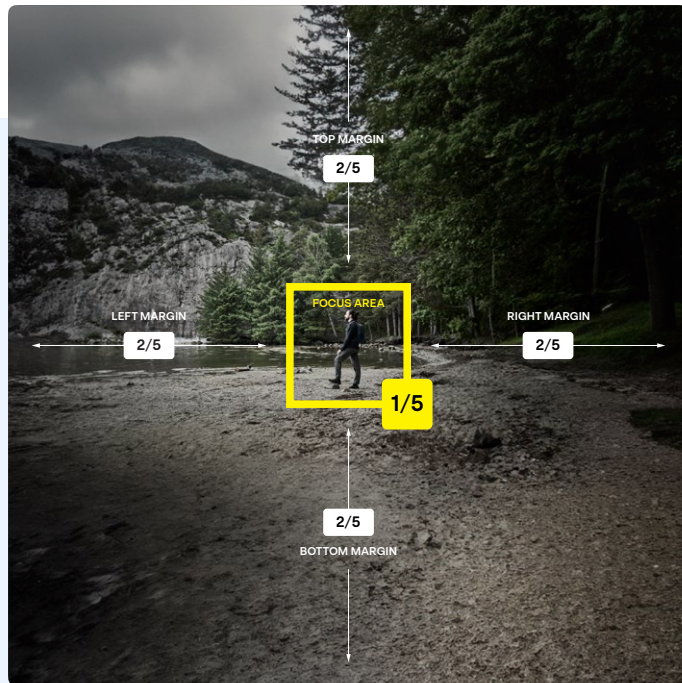 TOP MARGIN
2/5
FOCUS AREA
LEFT MARGIN
2/5
RIGHT MARGIN
2/5
1/5
2/5
BOTTOM MARGIN